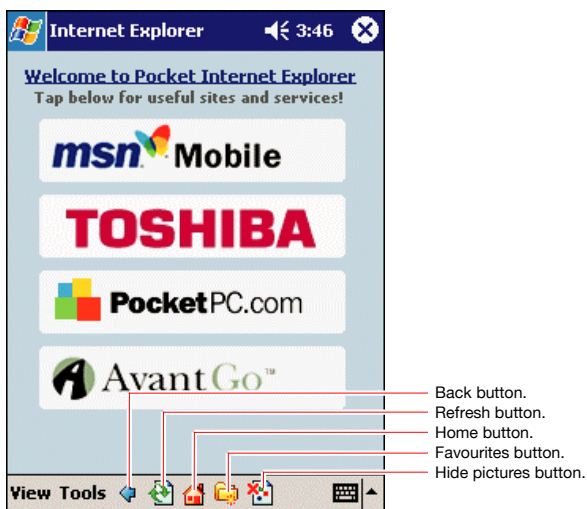 Internet Explorer 3:46
Welcome to Pocket Internet Explorer
Tap below for useful sites and services!
msn Mobile
TOSHIBA
PocketPC.com
AvantGo™
Back button.
Refresh button.
Home button.
Favourites button.
Hide pictures button.
View Tools